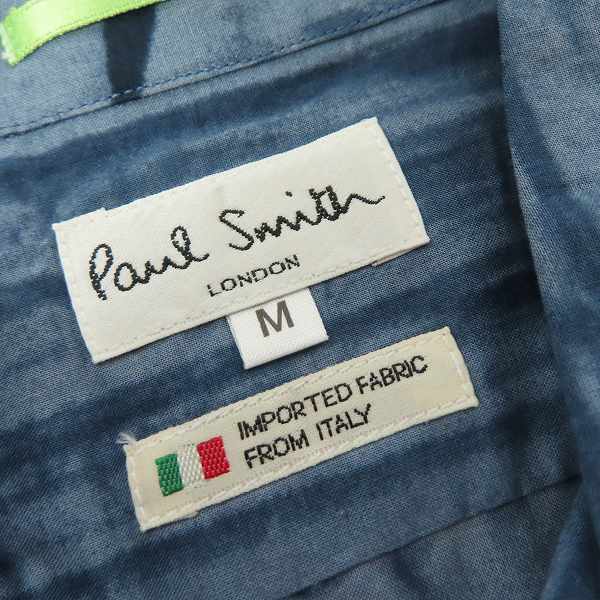 Paul Smith
LONDON
M
IMPORTED FABRIC
FROM ITALY